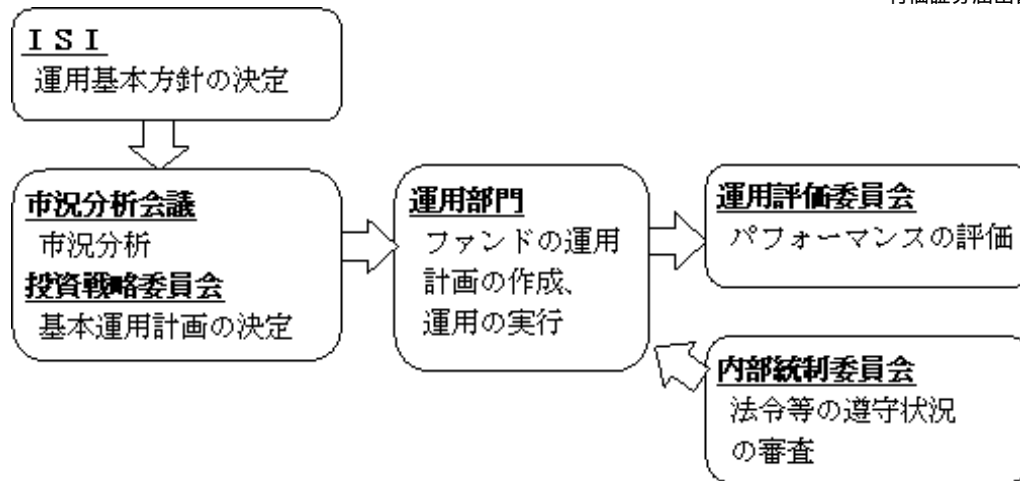 ＩＳＩ
運用基本方針の決定
市況分析会議
市況分析
投資戦略委員会
基本運用計画の決定
運用部門
ファンドの運用
計画の作成、
運用の実行
運用評価委員会
パフォーマンスの評価
内部統制委員会
法令等の遵守状況
の審査